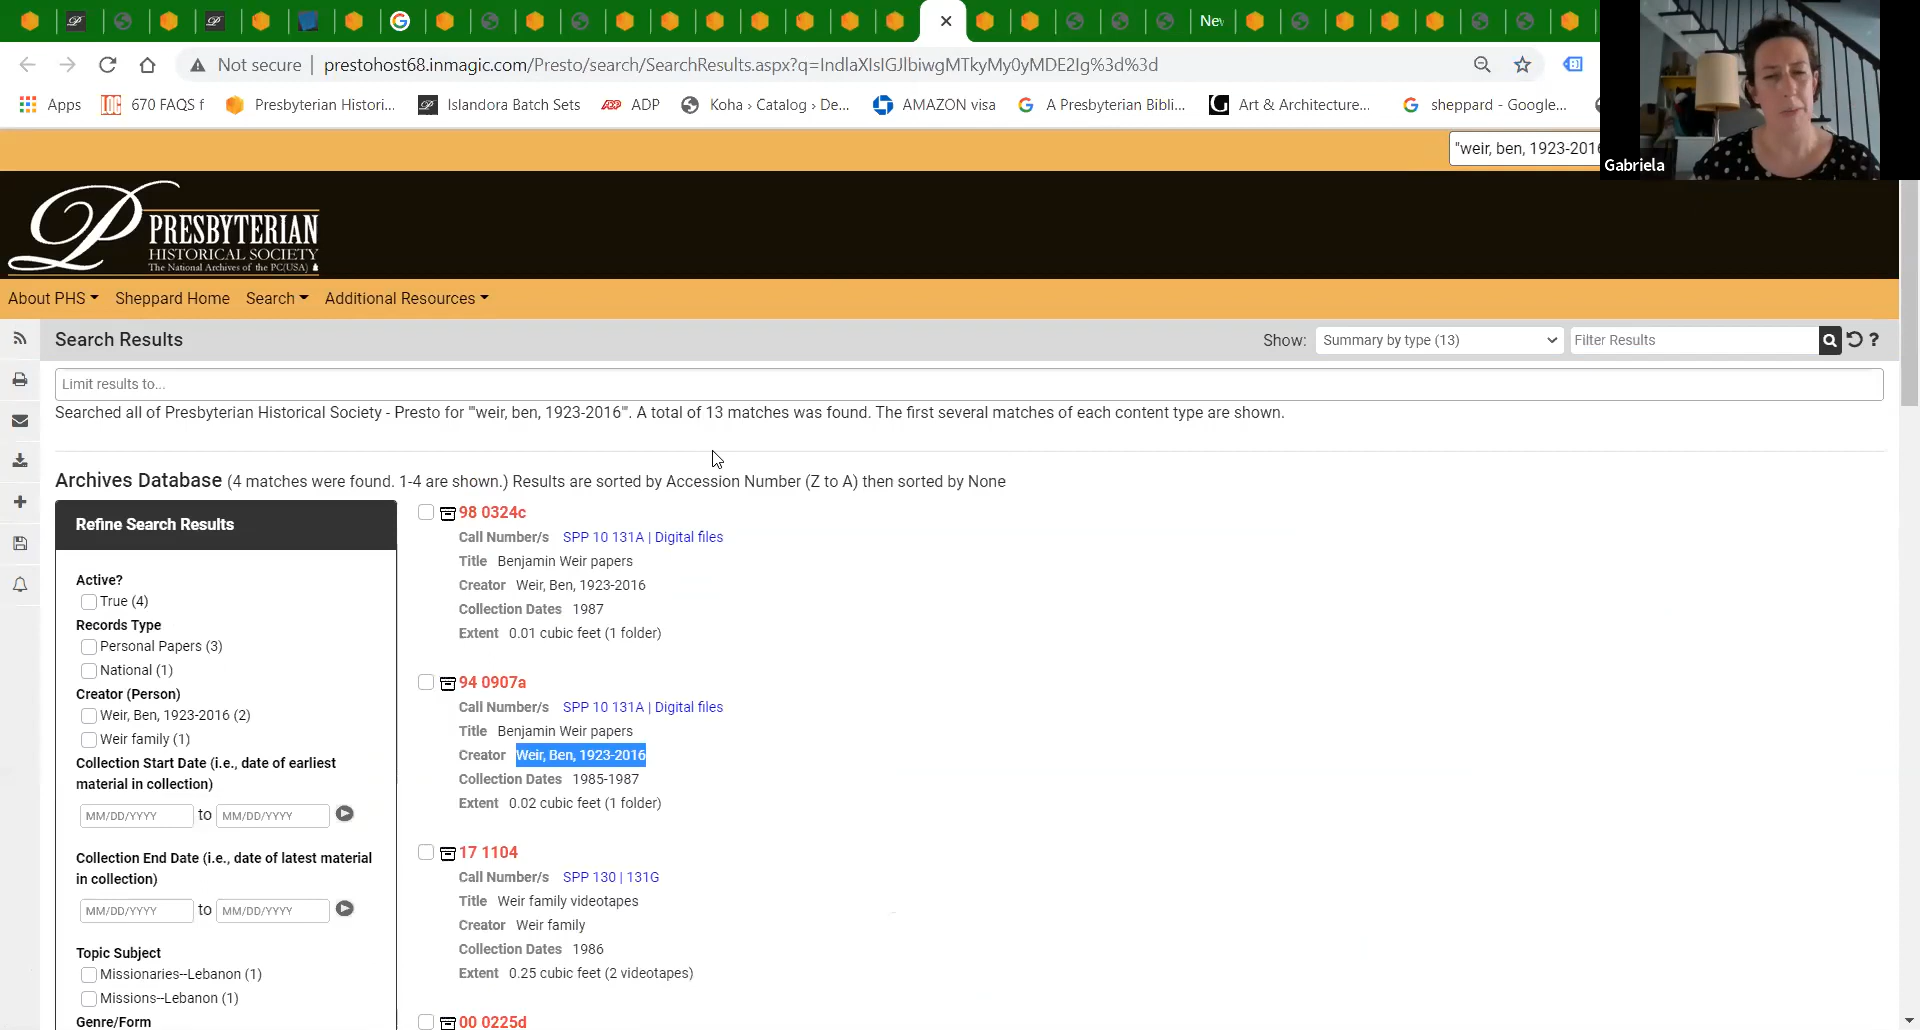 New
Not secure | prestohost68.inmagic.com/Presto/search/SearchResults.aspx?q=IndlaXIsIGJlbiwgMTkyMy0yMDE2Ig%3d%3d
Apps 670 FAQS f Presbyterian Histori... Islandora Batch Sets ADP Koha › Catalog › De... AMAZON visa A Presbyterian Bibli... Art & Architecture... sheppard - Google...
"weir, ben, 1923-2016
Gabriela
PRESBYTERIAN
HISTORICAL SOCIETY
The National Archives of the PC(USA)
About PHS Sheppard Home Search Additional Resources
Search Results
Show: Summary by type (13) Filter Results ?
Limit results to...
Searched all of Presbyterian Historical Society - Presto for '"weir, ben, 1923-2016"'. A total of 13 matches was found. The first several matches of each content type are shown.
Archives Database (4 matches were found. 1-4 are shown.) Results are sorted by Accession Number (Z to A) then sorted by None
Refine Search Results
Active?
True (4)
Records Type
Personal Papers (3)
National (1)
Creator (Person)
Weir, Ben, 1923-2016 (2)
Weir family (1)
Collection Start Date (i.e., date of earliest
material in collection)
MM/DD/YYYY to MM/DD/YYYY
Collection End Date (i.e., date of latest material
in collection)
MM/DD/YYYY to MM/DD/YYYY
Topic Subject
Missionaries--Lebanon (1)
Missions--Lebanon (1)
Genre/Form
98 0324c
Call Number/s SPP 10 131A | Digital files
Title Benjamin Weir papers
Creator Weir, Ben, 1923-2016
Collection Dates 1987
Extent 0.01 cubic feet (1 folder)
94 0907a
Call Number/s SPP 10 131A | Digital files
Title Benjamin Weir papers
Creator Weir, Ben, 1923-2016
Collection Dates 1985-1987
Extent 0.02 cubic feet (1 folder)
17 1104
Call Number/s SPP 130 | 131G
Title Weir family videotapes
Creator Weir family
Collection Dates 1986
Extent 0.25 cubic feet (2 videotapes)
00 0225d